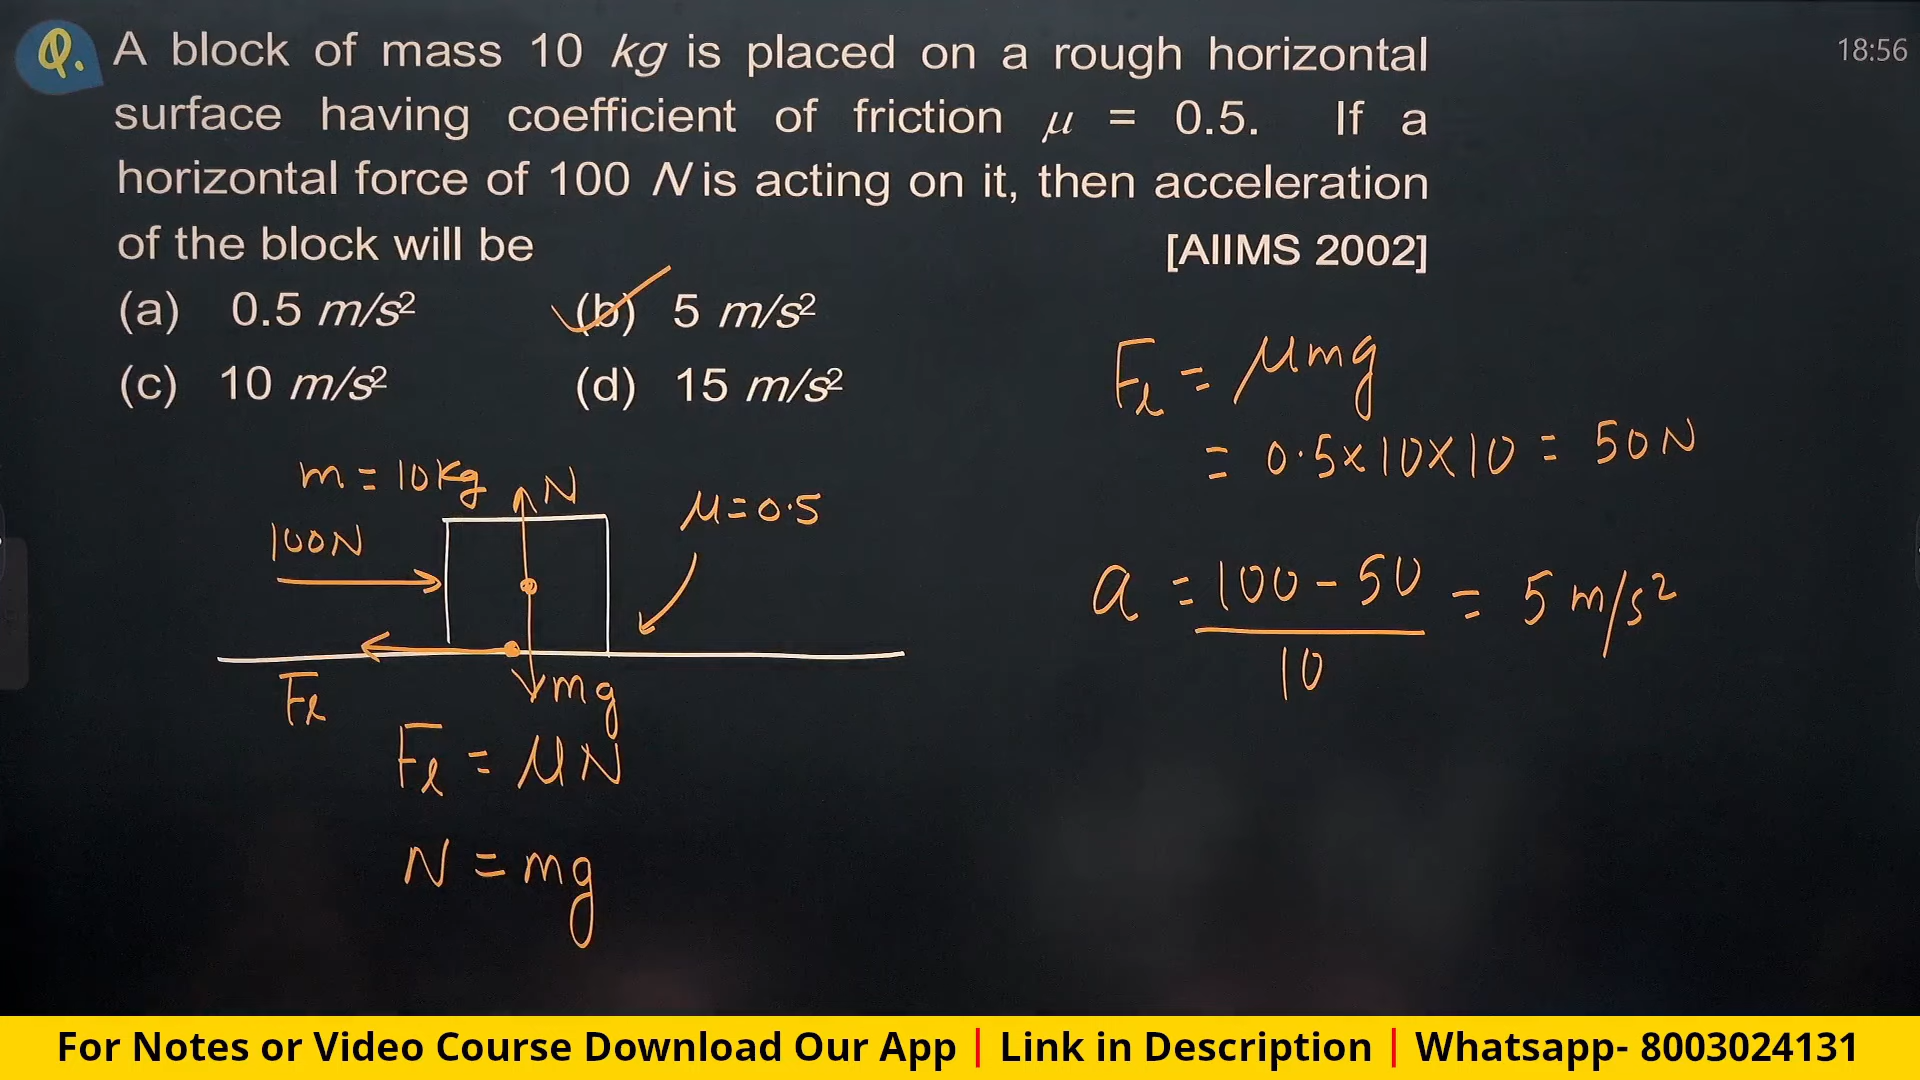 Q. A block of mass 10 kg is placed on a rough horizontal
surface having coefficient of friction μ = 0.5. If a
horizontal force of 100 N is acting on it, then acceleration
of the block will be [AIIMS 2002]
(a) 0.5 m/s² (b) 5 m/s²
(c) 10 m/s² (d) 15 m/s²
18:56
m = 10kg
N
100N
μ = 0.5
Fl
mg
Fl = μN
N = mg
Fl = μmg
= 0.5×10×10 = 50N
a = 100 - 50 = 5 m/s²
10
For Notes or Video Course Download Our App | Link in Description | Whatsapp- 8003024131